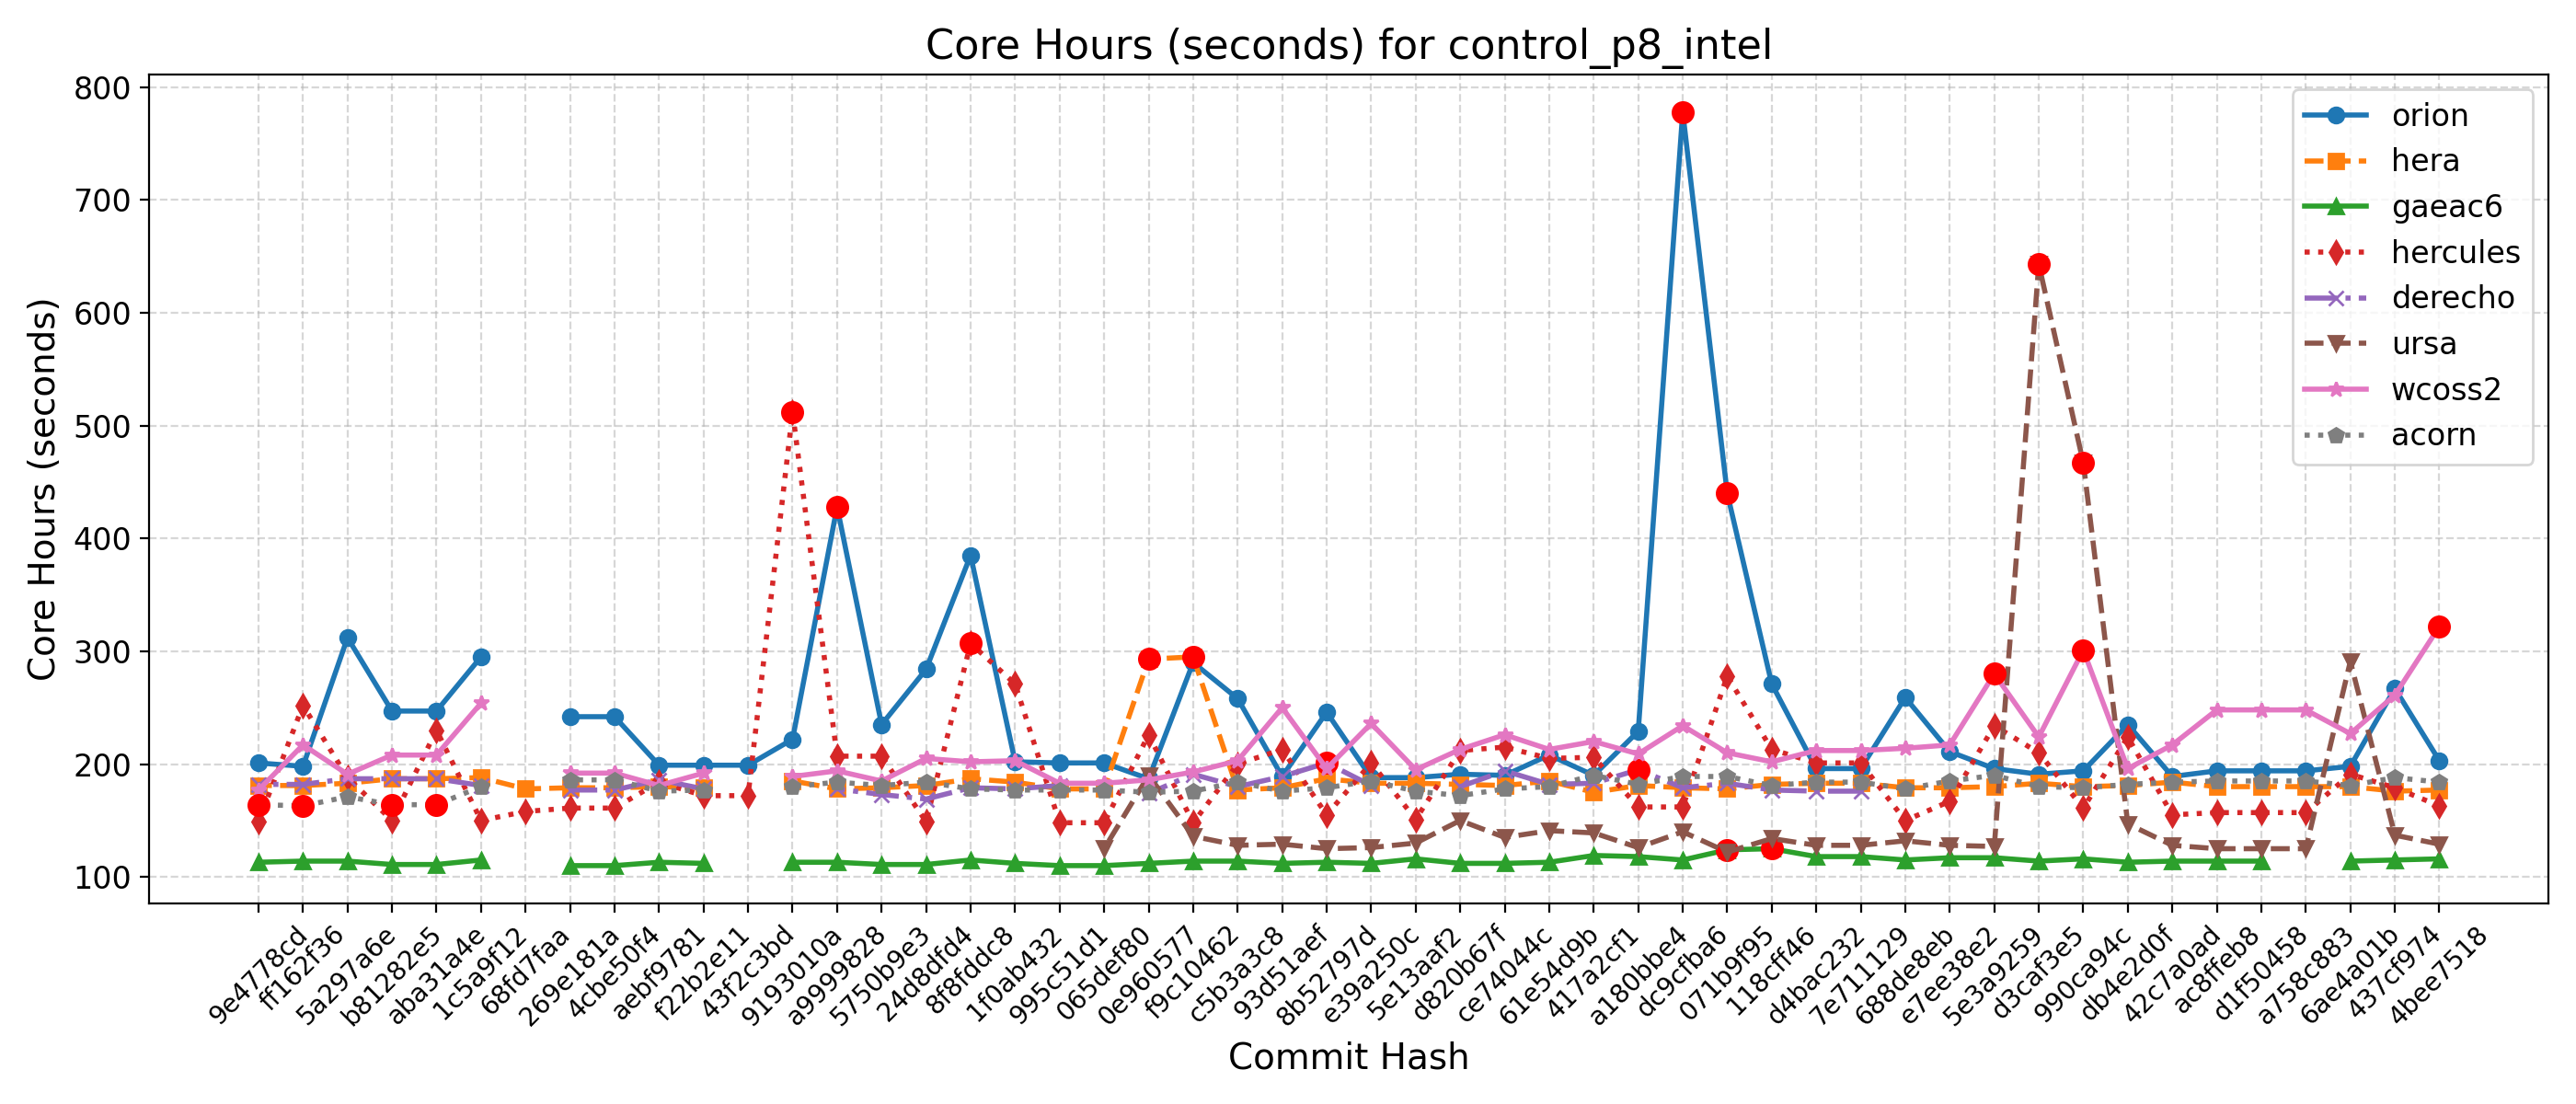 Core Hours (seconds) for control_p8_intel
Core Hours (seconds)
800
700
600
500
400
300
200
100
orion
hera
gaeac6
hercules
derecho
ursa
wcoss2
acorn
9e4778cd
ff162f36
5a297a6e
b81282e5
aba31a4e
1c5a9f12
68fd7faa
269e181a
4cbe50f4
aebf9781
f22b2e11
43f2c3bd
9193010a
a9999828
5750b9e3
24d8dfd4
8f8fddc8
1f0ab432
995c51d1
065def80
0e960577
f9c10462
c5b3a3c8
93d51aef
8b52797d
e39a250c
5e13aaf2
d820b67f
ce74044c
61e54d9b
417a2cf1
a180bbe4
dc9cfba6
071b9f95
118cff46
d4bac232
7e711129
688de8eb
e7ee38e2
5e3a9259
d3caf3e5
990ca94c
db4e2d0f
42c7a0ad
ac8ffeb8
d1f50458
a758c883
6ae4a01b
437cf974
4bee7518
Commit Hash